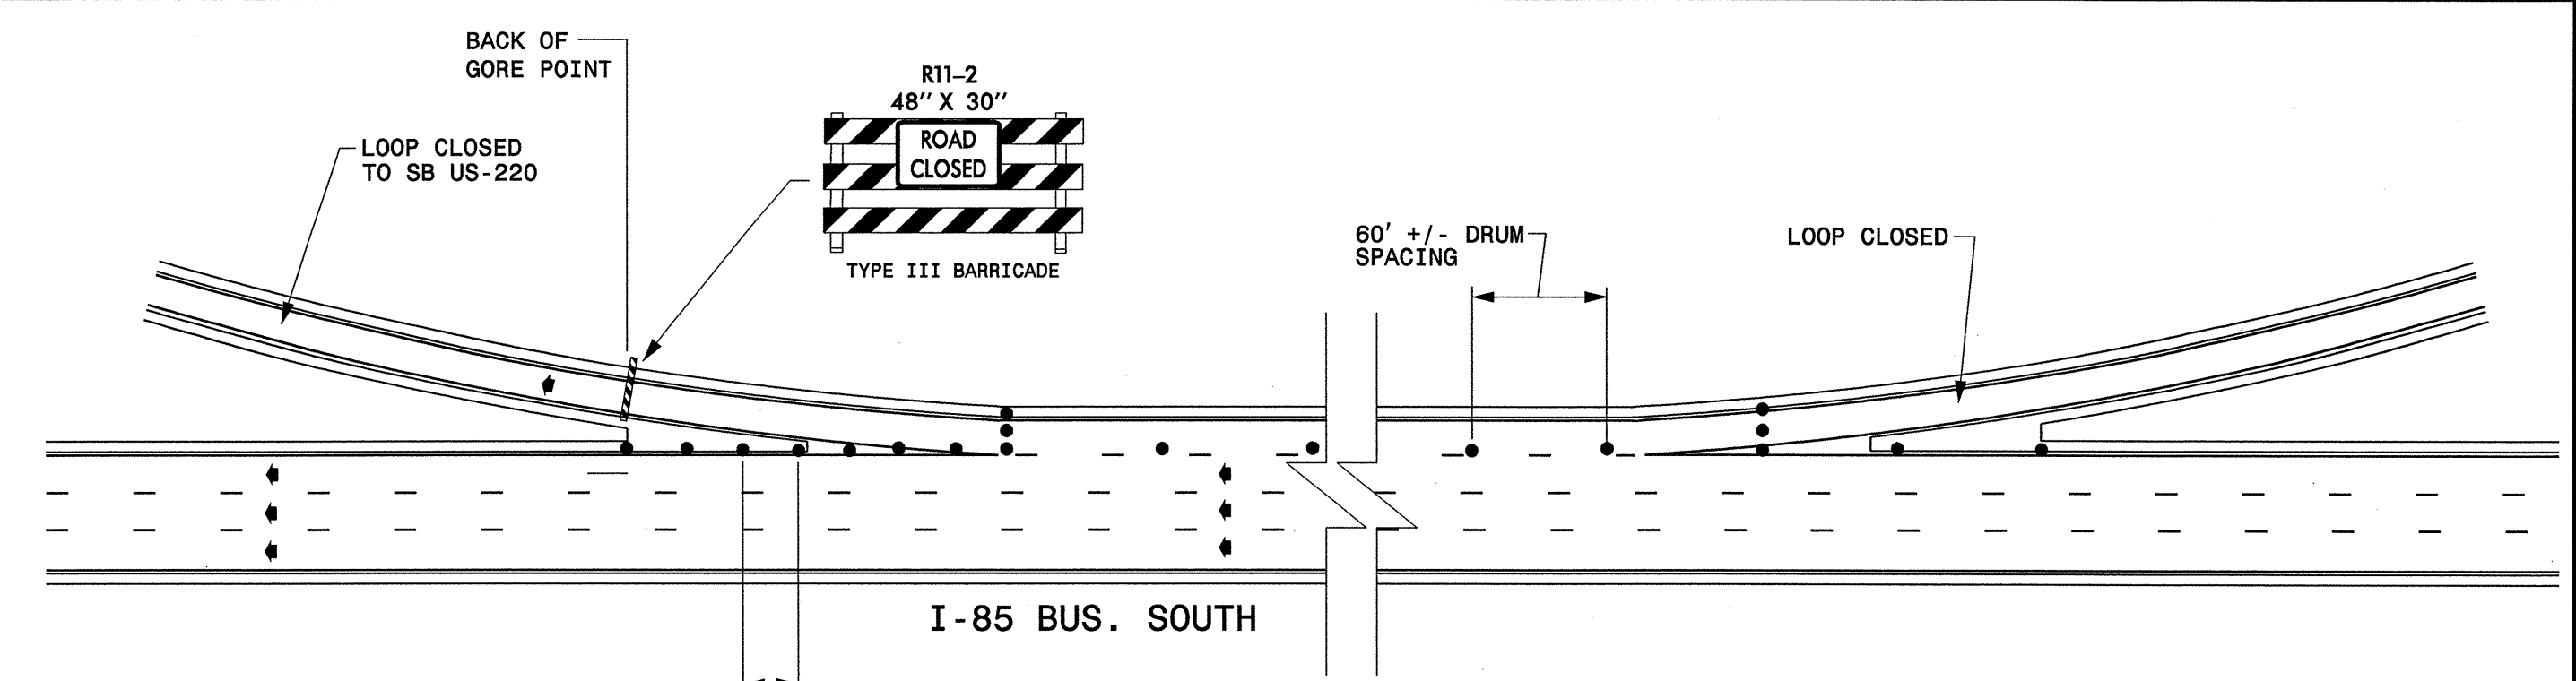 BACK OF
GORE POINT
R11–2
48″ X 30″
ROAD
CLOSED
TYPE III BARRICADE
LOOP CLOSED
TO SB US-220
60′ +/- DRUM
SPACING
LOOP CLOSED
I-85 BUS. SOUTH